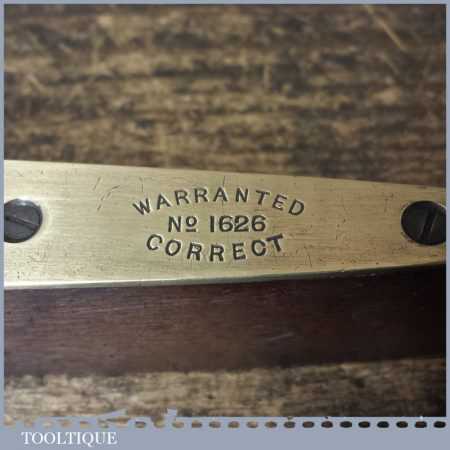 WARRANTED
No 1626
CORRECT
TOOLTIQUE